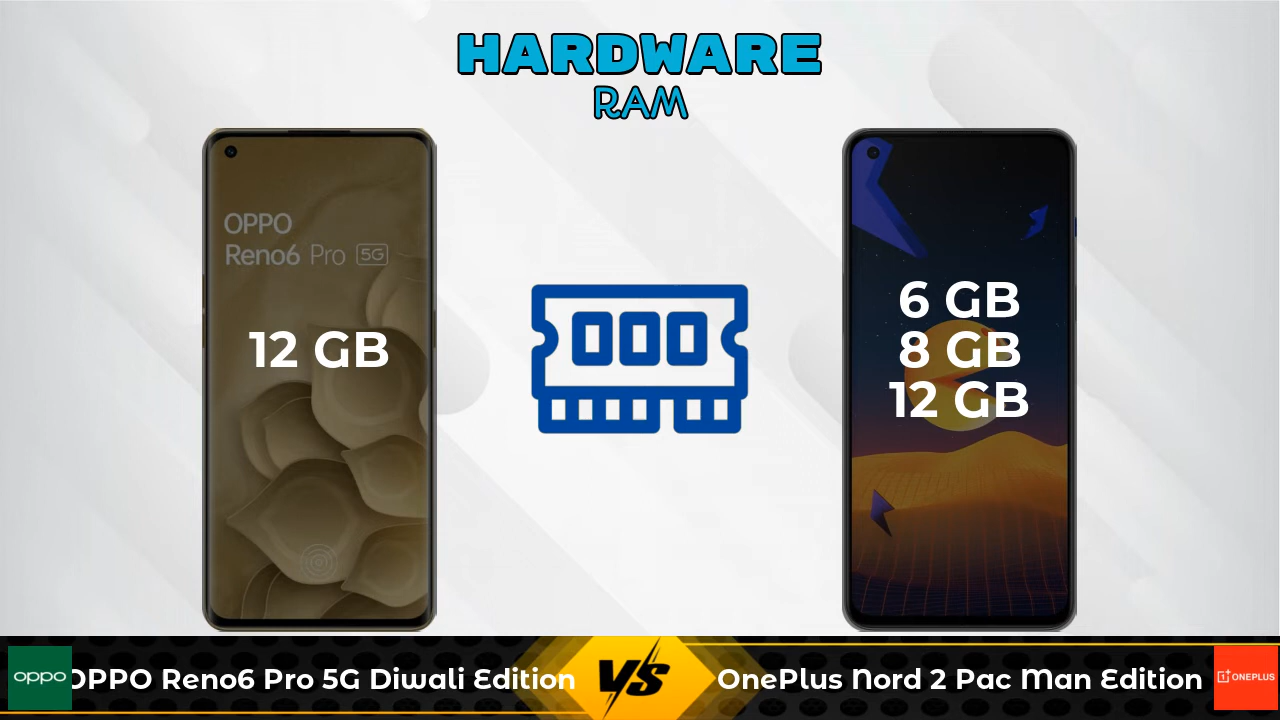 HARDWARE
RAM
OPPO
Reno6 Pro 5G
12 GB
6 GB
8 GB
12 GB
oppo
OPPO Reno6 Pro 5G Diwali Edition
VS
OnePlus Nord 2 Pac Man Edition
1+ ONEPLUS